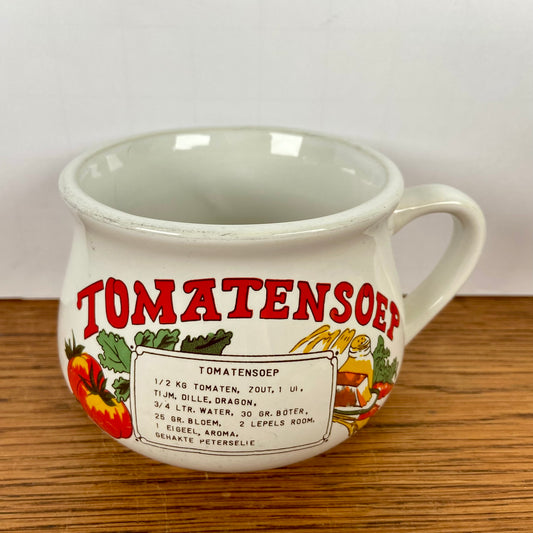 TOMATENSOEP
TOMATENSOEP
1/2 KG TOMATEN, ZOUT, 1 UI,
TIJM, DILLE, DRAGON,
3/4 LTR. WATER, 30 GR. BOTER,
25 GR. BLOEM, 2 LEPELS ROOM,
1 EIGEEL, AROMA,
GEHAKTE PETERSELIE